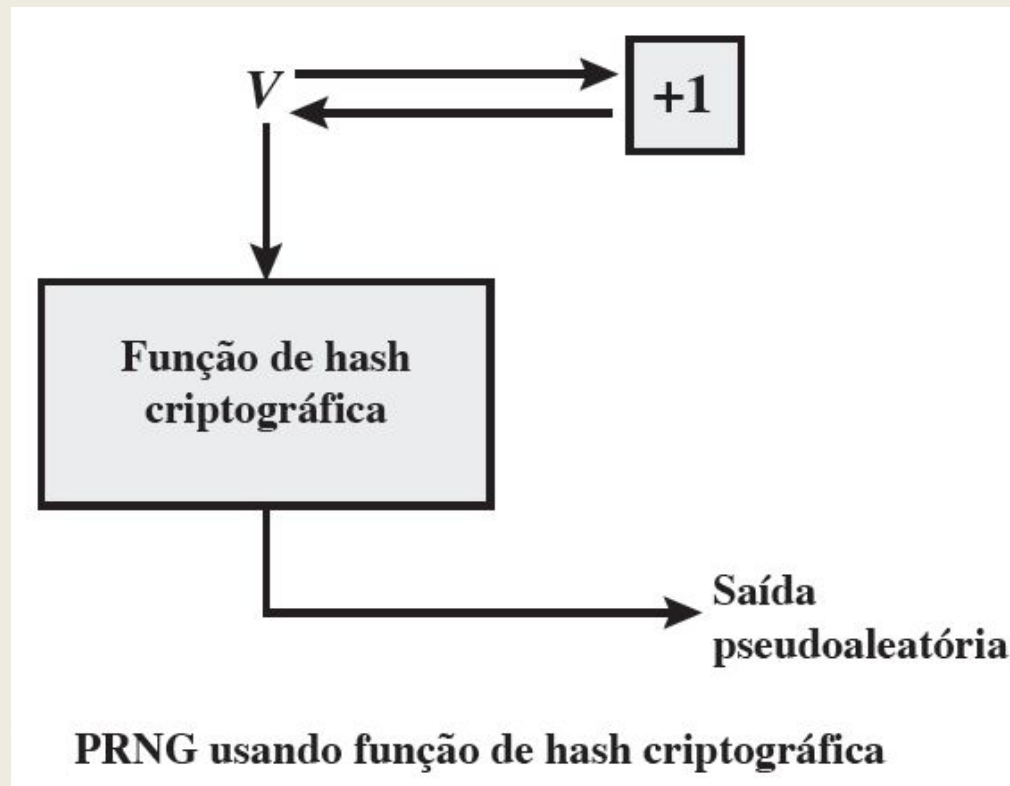 V
+1
Função de hash
criptográfica
Saída
pseudoaleatória
PRNG usando função de hash criptográfica